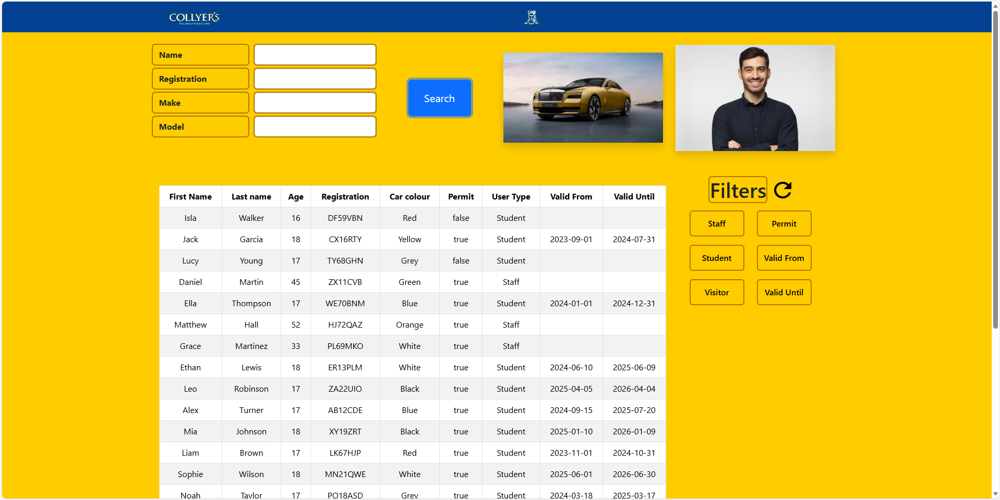 COLLYER'S
The College of Richard Collyer
Name
Registration
Make
Model
Search
Filters
Staff Permit
Student Valid From
Visitor Valid Until
First Name Last name Age Registration Car colour Permit User Type Valid From Valid Until
Isla Walker 16 DF59VBN Red false Student
Jack Garcia 18 CX16RTY Yellow true Student 2023-09-01 2024-07-31
Lucy Young 17 TY68GHN Grey false Student
Daniel Martin 45 ZX11CVB Green true Staff
Ella Thompson 17 WE70BNM Blue true Student 2024-01-01 2024-12-31
Matthew Hall 52 HJ72QAZ Orange true Staff
Grace Martinez 33 PL69MKO White true Staff
Ethan Lewis 18 ER13PLM White true Student 2024-06-10 2025-06-09
Leo Robinson 17 ZA22UIO Black true Student 2025-04-05 2026-04-04
Alex Turner 17 AB12CDE Blue true Student 2024-09-15 2025-07-20
Mia Johnson 18 XY19ZRT Black true Student 2025-01-10 2026-01-09
Liam Brown 17 LK67HJP Red true Student 2023-11-01 2024-10-31
Sophie Wilson 18 MN21QWE White true Student 2025-06-01 2026-06-30
Noah Taylor 17 PO18ASD Grey true Student 2024-03-18 2025-03-17